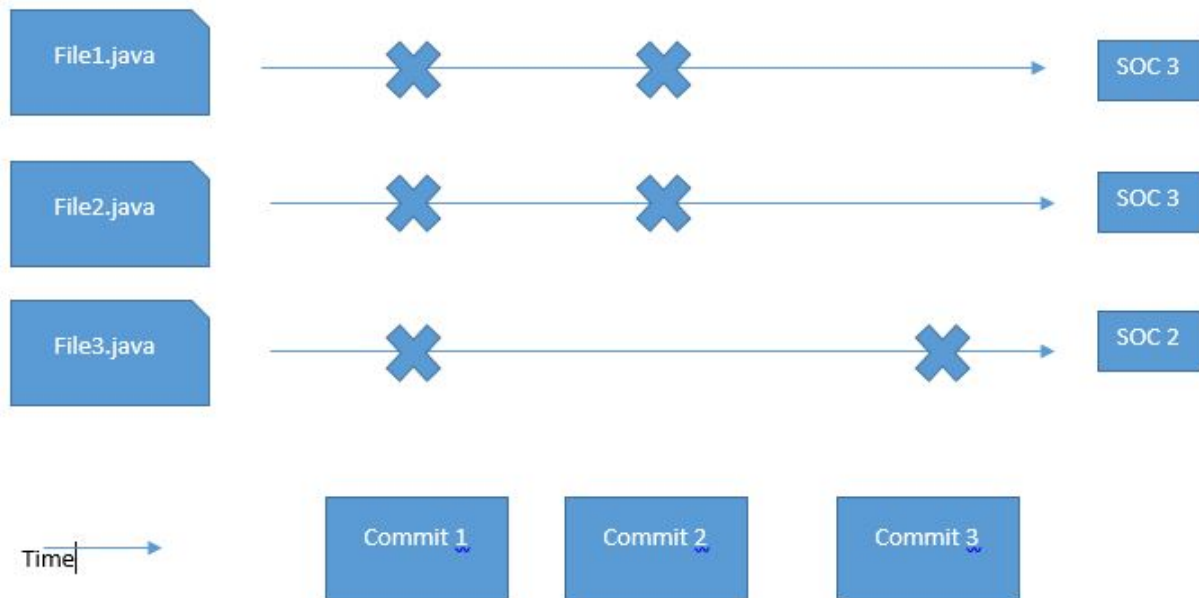 File1.java
SOC 3
File2.java
SOC 3
File3.java
SOC 2
Time
Commit 1
Commit 2
Commit 3